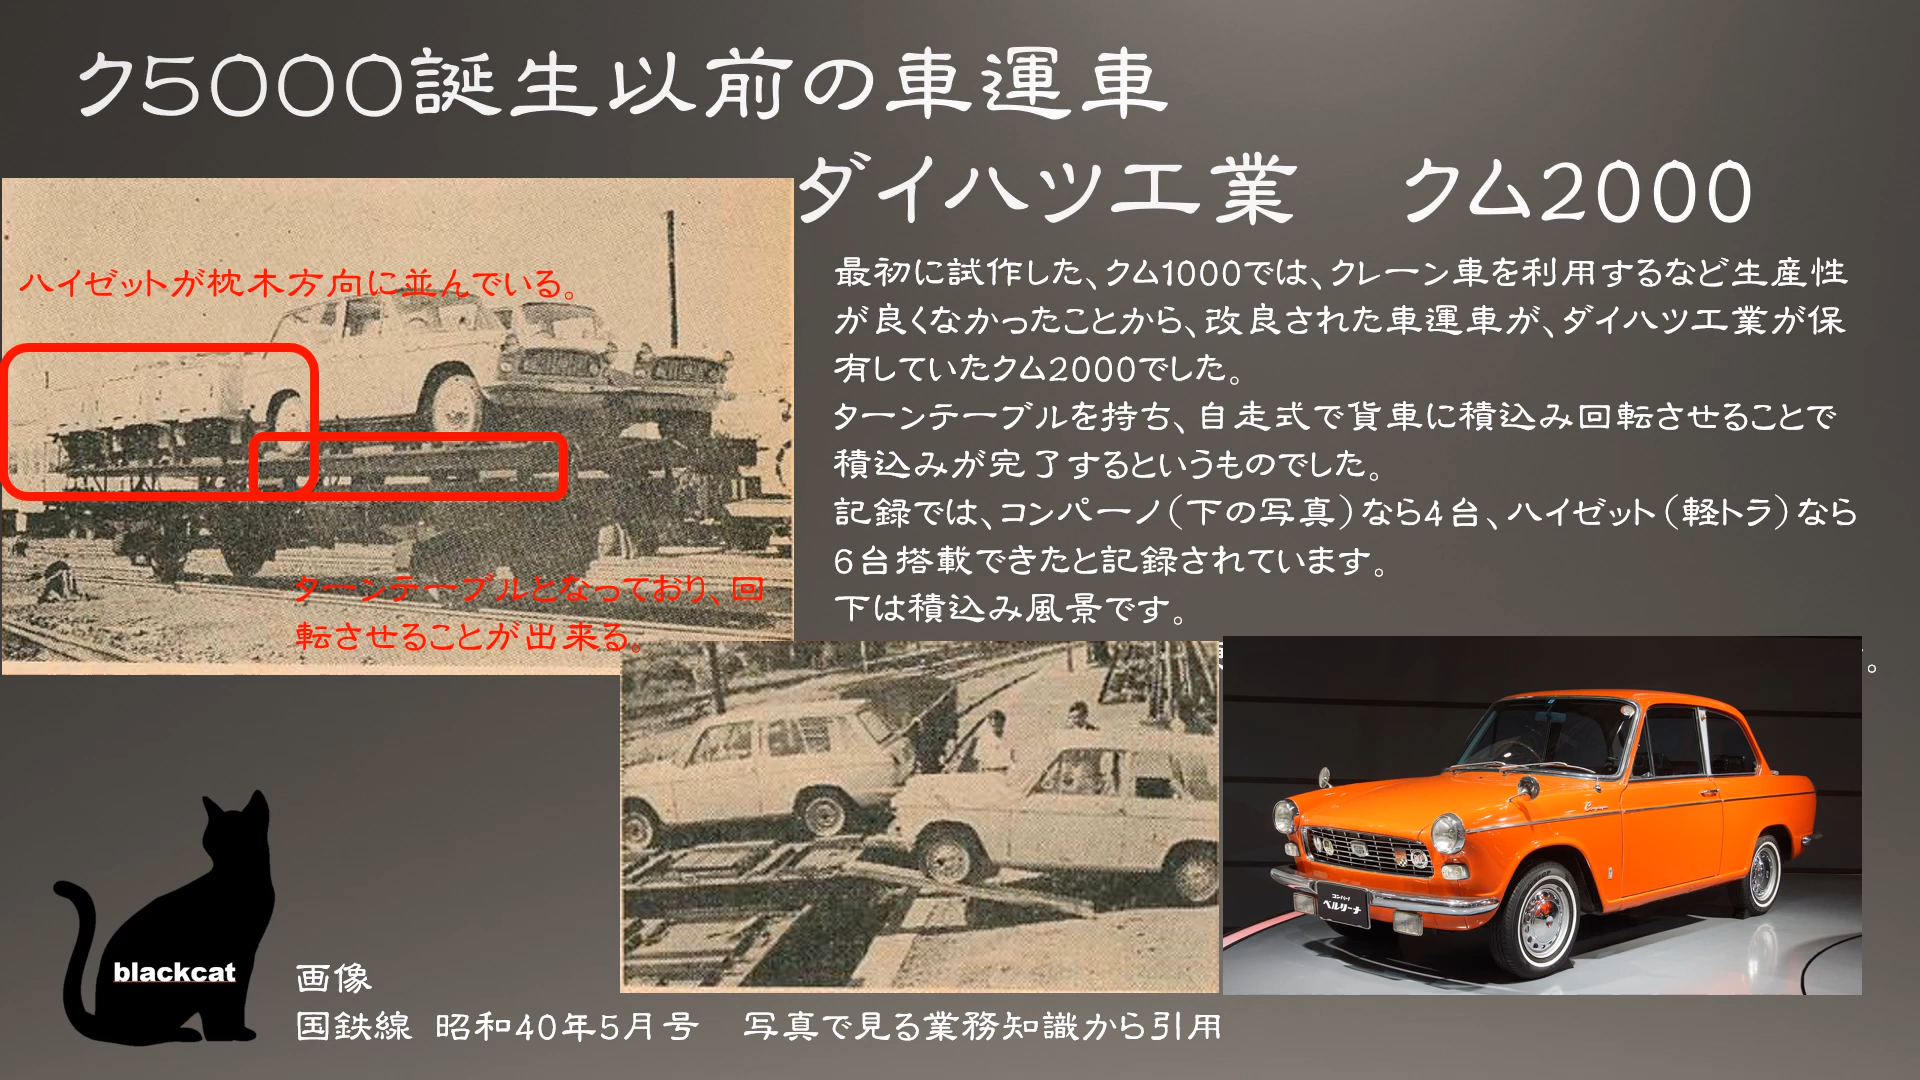 ク5000誕生以前の車運車
ダイハツ工業　クム2000
ハイゼットが枕木方向に並んでいる。
ターンテーブルとなっており、回
転させることが出来る。
最初に試作した、クム1000では、クレーン車を利用するなど生産性
が良くなかったことから、改良された車運車が、ダイハツ工業が保
有していたクム2000でした。
ターンテーブルを持ち、自走式で貨車に積込み回転させることで
積込みが完了するというものでした。
記録では、コンパーノ（下の写真）なら4台、ハイゼット（軽トラ）なら
6台搭載できたと記録されています。
下は積込み風景です。
。
コンパーノ
ベルリーナ
blackcat
画像
国鉄線 昭和40年5月号　写真で見る業務知識から引用